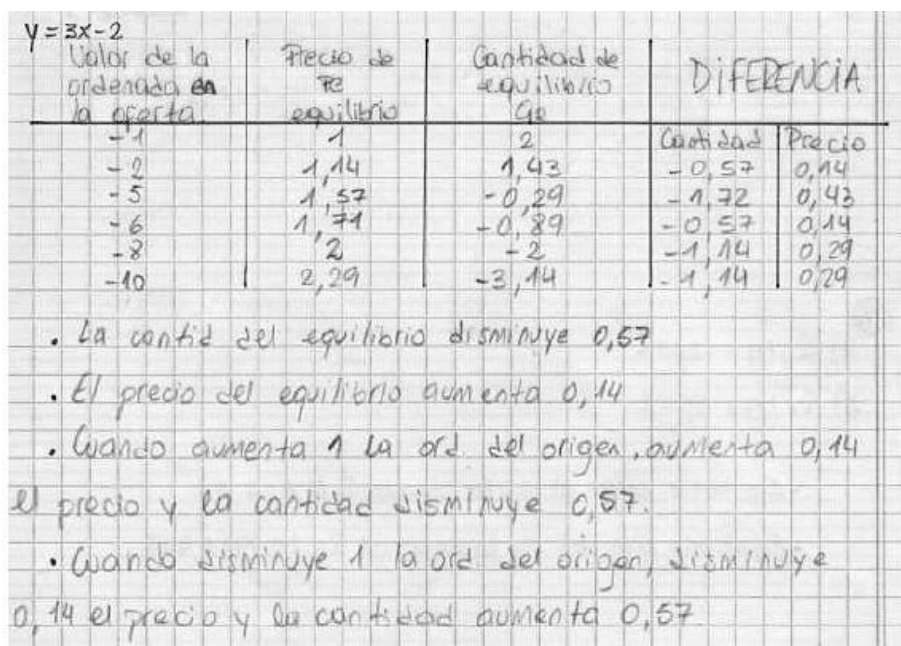 y = 3x - 2
Valor de la ordenada en la oferta | Precio de Pe equilibrio | Cantidad de equilibrio Qe | DIFERENCIA
Cantidad | Precio
-1 | 1 | 2
-2 | 1,14 | 1,43 | -0,57 | 0,14
-5 | 1,57 | -0,29 | -1,72 | 0,43
-6 | 1,71 | -0,89 | -0,57 | 0,14
-8 | 2 | -2 | -1,14 | 0,29
-10 | 2,29 | -3,14 | -1,14 | 0,29
. La contid del equilibrio disminuye 0,57
. El precio del equilibrio aumenta 0,14
. Cuando aumenta 1 la ord. del origen, aumenta 0,14
el precio y la cantidad disminuye 0,57.
. Cuando disminuye 1 la ord. del origen, disminuye
0,14 el precio y la cantidad aumenta 0,57